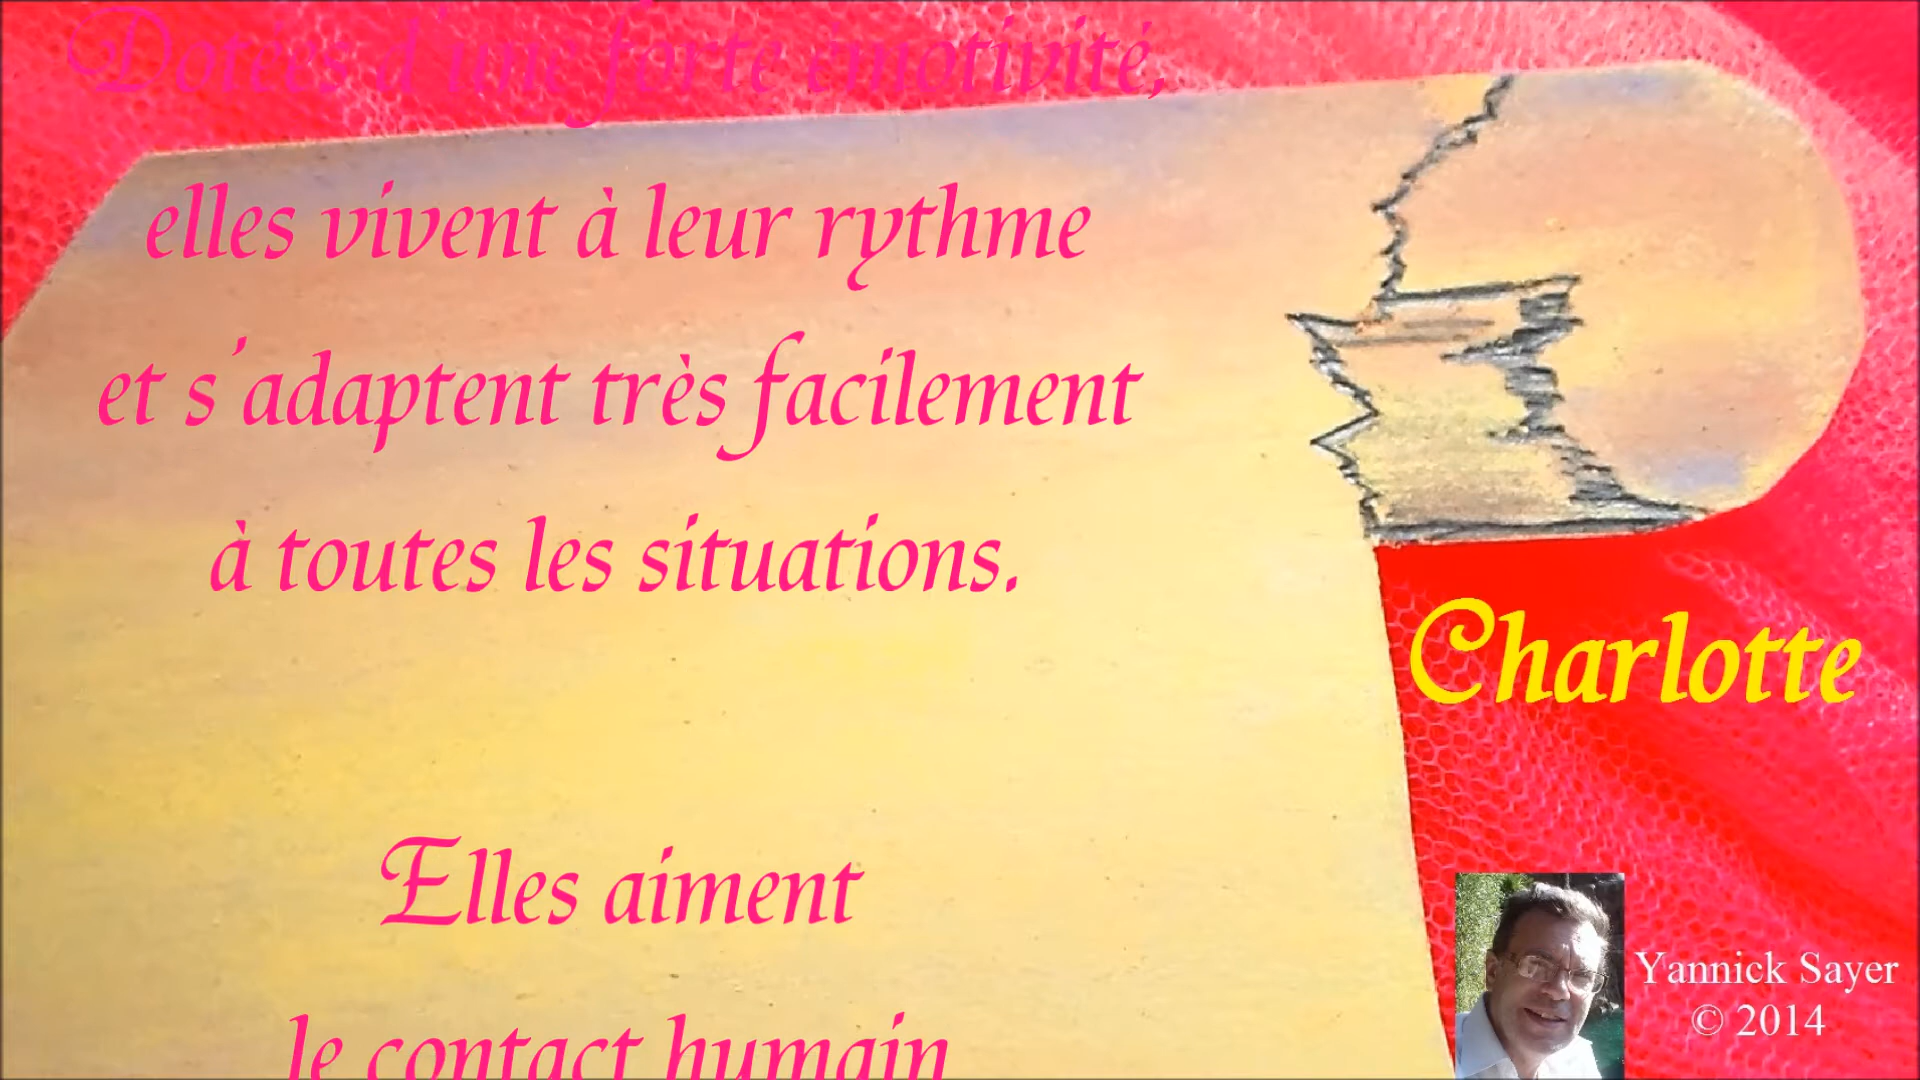 Dotées d'une forte émotivité,
elles vivent à leur rythme
et s'adaptent très facilement
à toutes les situations.
Elles aiment
le contact humain
Charlotte
Yannick Sayer
© 2014